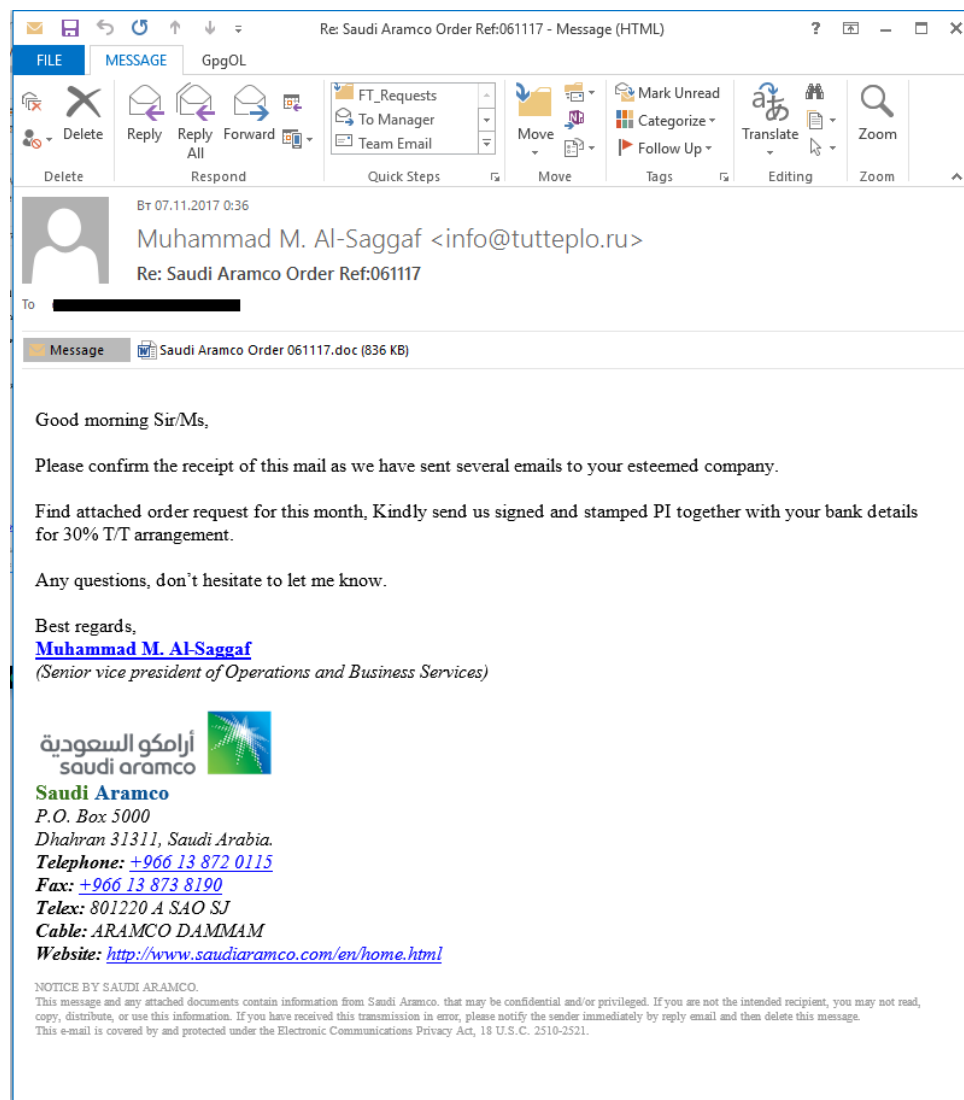 Re: Saudi Aramco Order Ref:061117 - Message (HTML)
FILE MESSAGE GpgOL
Delete
Reply
Reply All
Forward
FT_Requests
To Manager
Team Email
Move
Mark Unread
Categorize
Follow Up
Translate
Zoom
Delete Respond Quick Steps Move Tags Editing Zoom
Вт 07.11.2017 0:36
Muhammad M. Al-Saggaf <info@tutteplo.ru>
Re: Saudi Aramco Order Ref:061117
To
Message Saudi Aramco Order 061117.doc (836 KB)
Good morning Sir/Ms,
Please confirm the receipt of this mail as we have sent several emails to your esteemed company.
Find attached order request for this month, Kindly send us signed and stamped PI together with your bank details
for 30% T/T arrangement.
Any questions, don’t hesitate to let me know.
Best regards,
Muhammad M. Al-Saggaf
(Senior vice president of Operations and Business Services)
أرامكو السعودية
saudi aramco
Saudi Aramco
P.O. Box 5000
Dhahran 31311, Saudi Arabia.
Telephone: +966 13 872 0115
Fax: +966 13 873 8190
Telex: 801220 A SAO SJ
Cable: ARAMCO DAMMAM
Website: http://www.saudiaramco.com/en/home.html
NOTICE BY SAUDI ARAMCO.
This message and any attached documents contain information from Saudi Aramco. that may be confidential and/or privileged. If you are not the intended recipient, you may not read,
copy, distribute, or use this information. If you have received this transmission in error, please notify the sender immediately by reply email and then delete this message.
This e-mail is covered by and protected under the Electronic Communications Privacy Act, 18 U.S.C. 2510-2521.